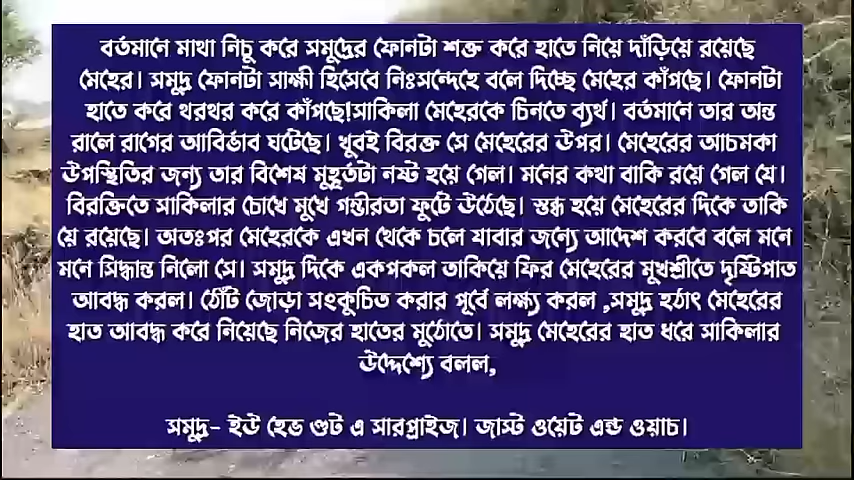 বর্তমানে মাথা নিচু করে সমুদ্রের ফোনটা শক্ত করে হাতে নিয়ে দাঁড়িয়ে রয়েছে
মেহের। সমুদ্র ফোনটা সাক্ষী হিসেবে নিঃসন্দেহে বলে দিচ্ছে মেহের কাঁপছে। ফোনটা
হাতে করে থরথর করে কাঁপছে!সাকিলা মেহেরকে চিনতে ব্যর্থ। বর্তমানে তার অন্ত
রালে রাগের আবির্ভাব ঘটেছে। খুবই বিরক্ত সে মেহেরের ঊপর। মেহেরের আচমকা
উপস্থিতির জন্য তার বিশেষ মুহূর্তটা নষ্ট হয়ে গেল। মনের কথা বাকি রয়ে গেল যে।
বিরক্তিতে সাকিলার চোখে মুখে গম্ভীরতা ফুটে উঠেছে। স্তব্ধ হয়ে মেহেরের দিকে তাকি
য়ে রয়েছে। অতঃপর মেহেরকে এখন থেকে চলে যাবার জন্যে আদেশ করবে বলে মনে
মনে সিদ্ধান্ত নিলো সে। সমুদ্র দিকে একপকল তাকিয়ে ফির মেহেরের মুখশ্রীতে দৃষ্টিপাত
আবদ্ধ করল। ঠোঁট জোড়া সংকুচিত করার পূর্বে লক্ষ্য করল ,সমুদ্র হঠাৎ মেহেরের
হাত আবদ্ধ করে নিয়েছে নিজের হাতের মুঠোতে। সমুদ্র মেহেরের হাত ধরে সাকিলার
উদ্দেশ্যে বলল,
সমুদ্র- ইউ হেভ গুট এ সারপ্রাইজ। জাস্ট ওয়েট এন্ড ওয়াচ।